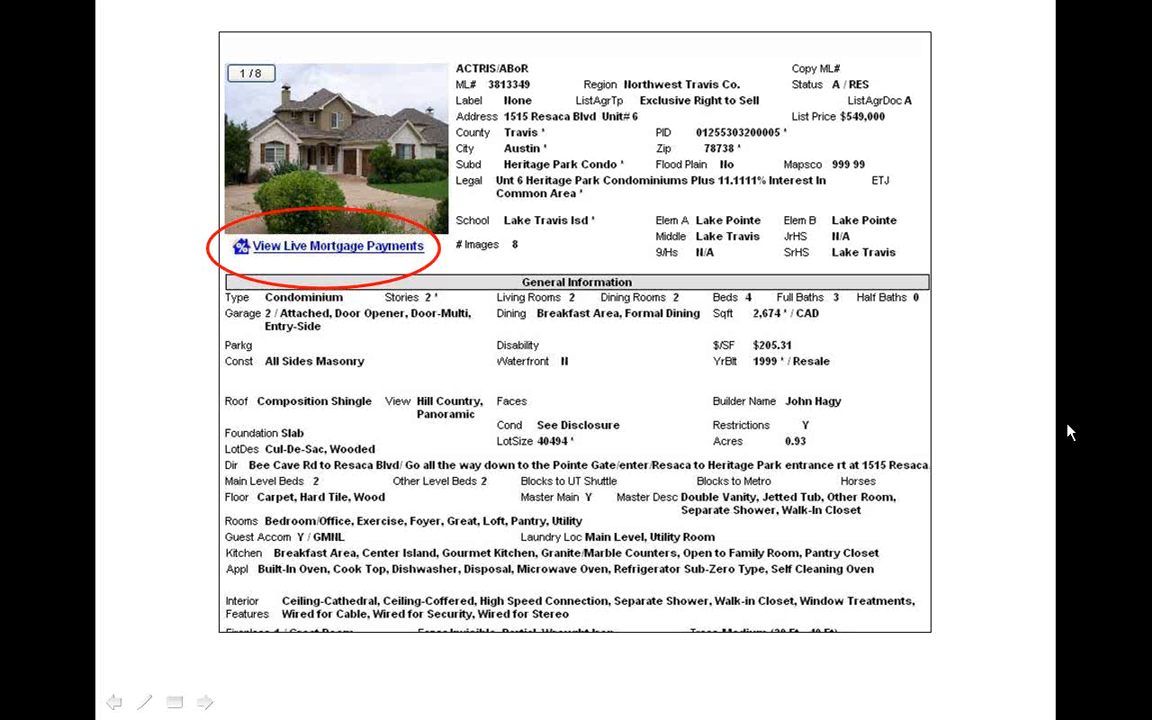 1 / 8
ACTRIS/ABoR Copy ML#
ML# 3813349 Region Northwest Travis Co. Status A / RES
Label None ListAgrTp Exclusive Right to Sell ListAgrDoc A
Address 1515 Resaca Blvd Unit# 6 List Price $549,000
County Travis * PID 01255303200005 *
City Austin * Zip 78738 *
Subd Heritage Park Condo * Flood Plain No Mapsco 999 99
Legal Unt 6 Heritage Park Condominiums Plus 11.1111% Interest In ETJ
Common Area *
School Lake Travis Isd * Elem A Lake Pointe Elem B Lake Pointe
Middle Lake Travis JrHS N/A
# Images 8
9/Hs N/A SrHS Lake Travis
View Live Mortgage Payments
General Information
Type Condominium Stories 2 * Living Rooms 2 Dining Rooms 2 Beds 4 Full Baths 3 Half Baths 0
Garage 2 / Attached, Door Opener, Door-Multi, Dining Breakfast Area, Formal Dining Sqft 2,674 * / CAD
Entry-Side
Parkg Disability $/SF $205.31
Const All Sides Masonry Waterfront N YrBlt 1999 * / Resale
Roof Composition Shingle View Hill Country, Faces Builder Name John Hagy
Panoramic
Cond See Disclosure Restrictions Y
Foundation Slab
LotSize 40494 * Acres 0.93
LotDes Cul-De-Sac, Wooded
Dir Bee Cave Rd to Resaca Blvd/ Go all the way down to the Pointe Gate/enter/Resaca to Heritage Park entrance rt at 1515 Resaca.
Main Level Beds 2 Other Level Beds 2 Blocks to UT Shuttle Blocks to Metro Horses
Floor Carpet, Hard Tile, Wood Master Main Y Master Desc Double Vanity, Jetted Tub, Other Room,
Separate Shower, Walk-In Closet
Rooms Bedroom/Office, Exercise, Foyer, Great, Loft, Pantry, Utility
Guest Accom Y / GMNL Laundry Loc Main Level, Utility Room
Kitchen Breakfast Area, Center Island, Gourmet Kitchen, Granite/Marble Counters, Open to Family Room, Pantry Closet
Appl Built-In Oven, Cook Top, Dishwasher, Disposal, Microwave Oven, Refrigerator Sub-Zero Type, Self Cleaning Oven
Interior Ceiling-Cathedral, Ceiling-Coffered, High Speed Connection, Separate Shower, Walk-in Closet, Window Treatments,
Features Wired for Cable, Wired for Security, Wired for Stereo